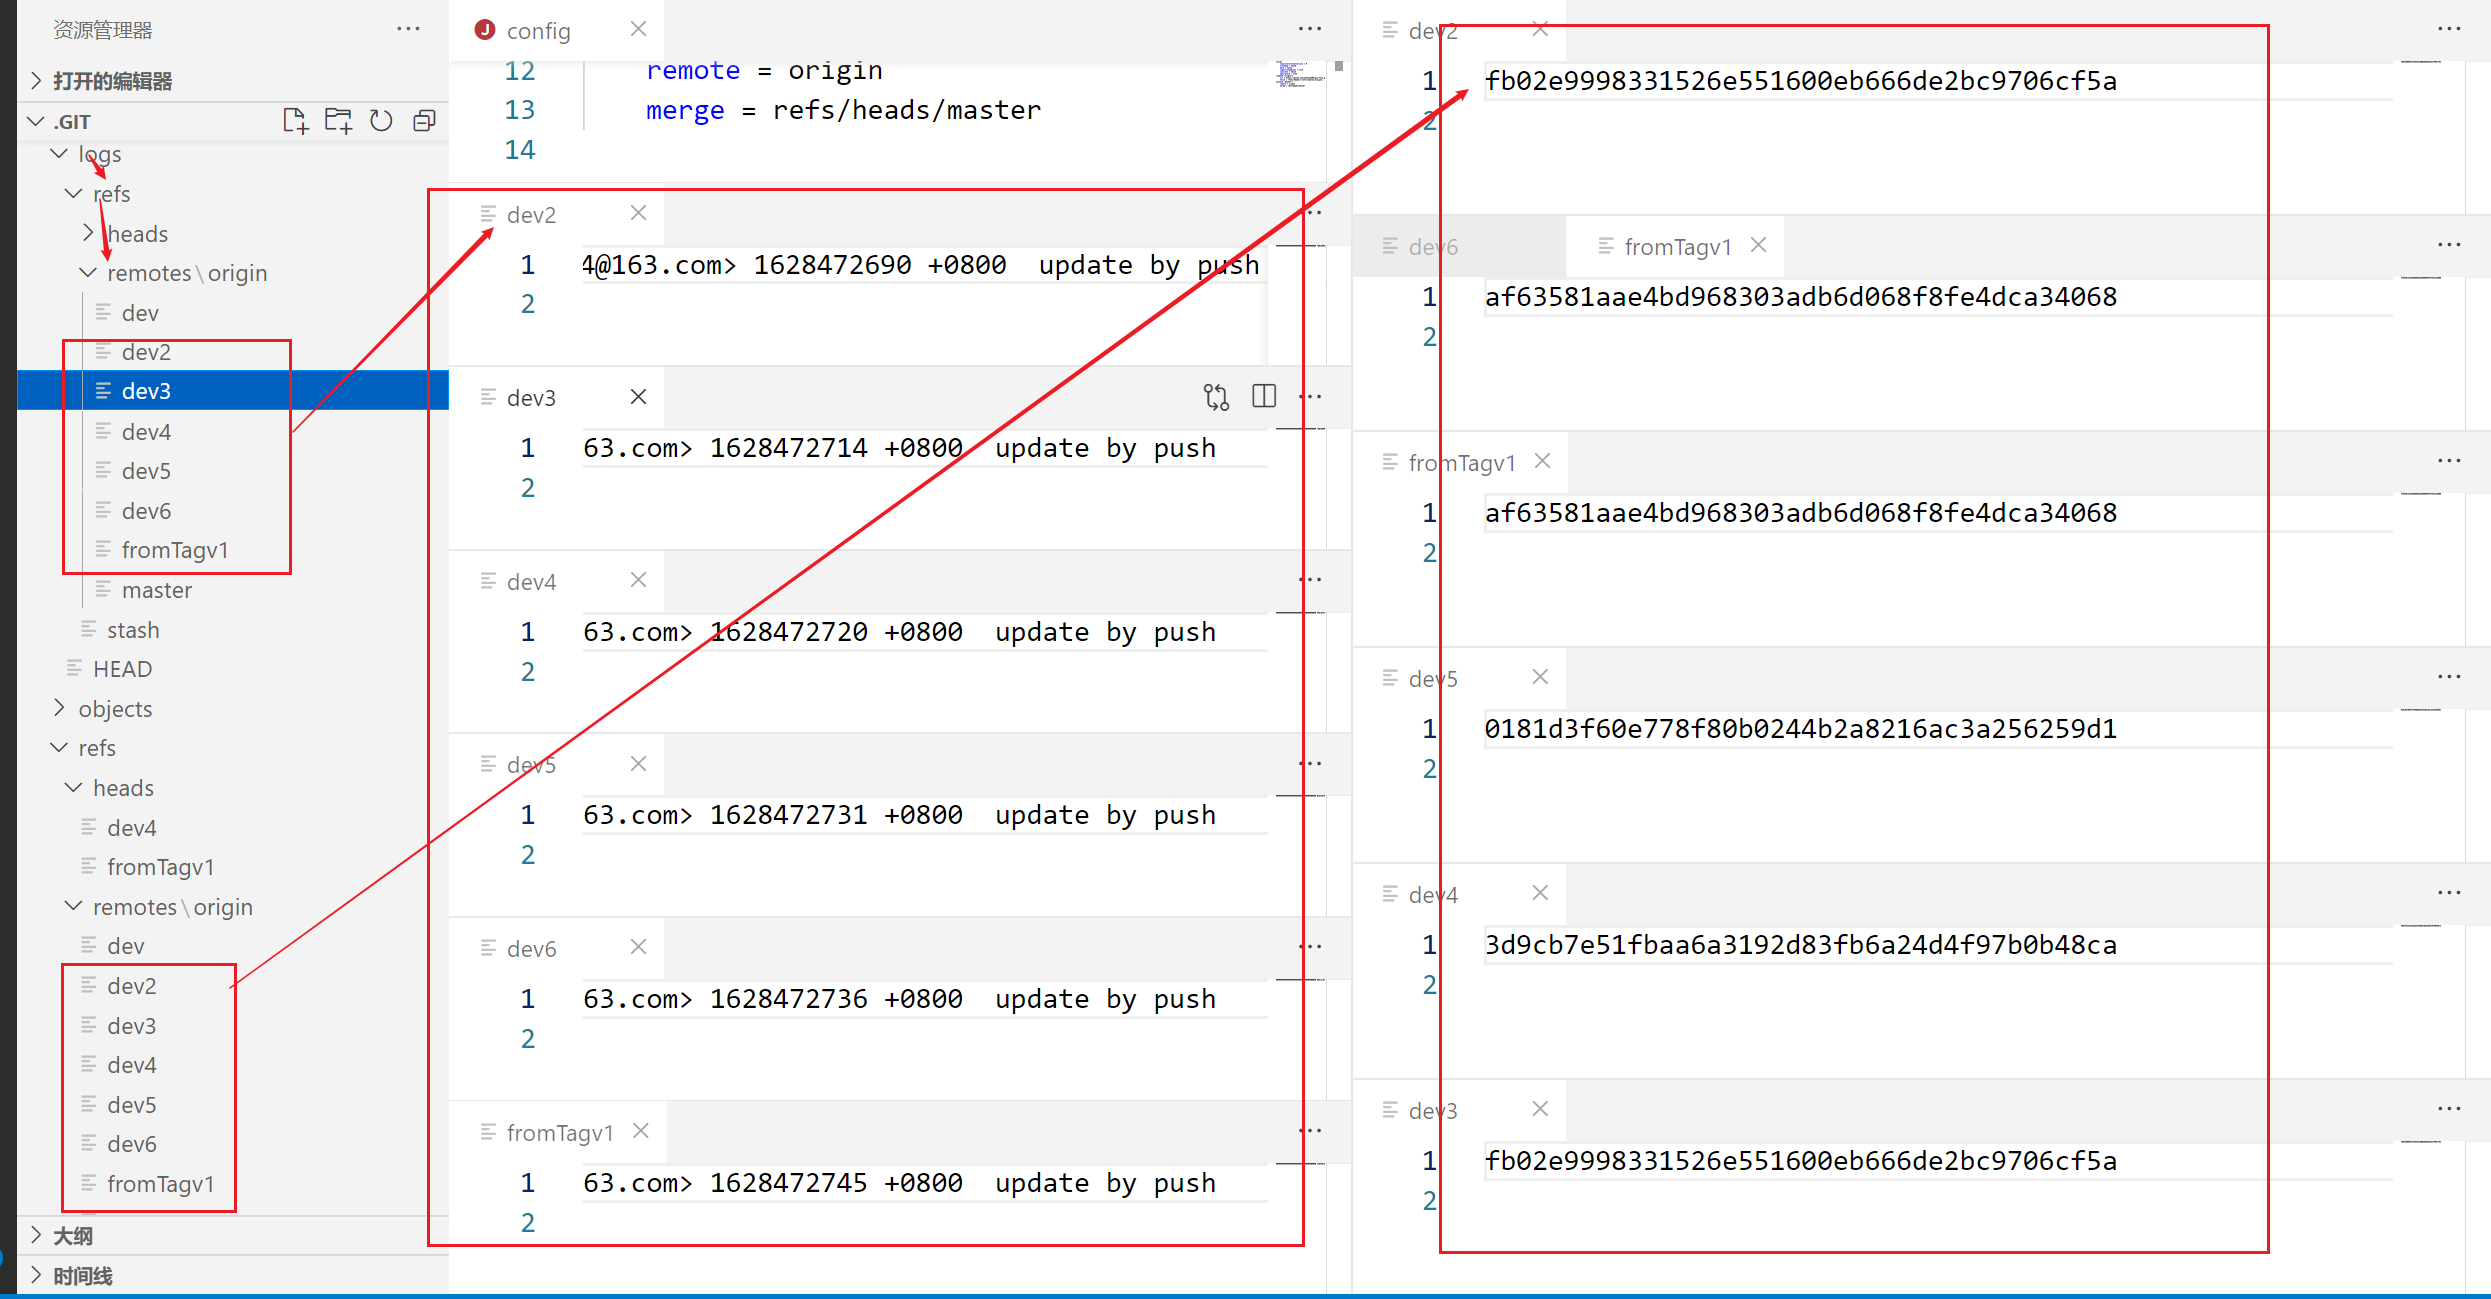 资源管理器
打开的编辑器
.GIT
logs
refs
heads
remotes\origin
dev
dev2
dev3
dev4
dev5
dev6
fromTagv1
master
stash
HEAD
objects
refs
heads
dev4
fromTagv1
remotes\origin
dev
dev2
dev3
dev4
dev5
dev6
fromTagv1
大纲
时间线
config
12 remote = origin
13 merge = refs/heads/master
14
dev2
1 4@163.com> 1628472690 +0800 update by push
2
dev3
1 63.com> 1628472714 +0800 update by push
2
dev4
1 63.com> 1628472720 +0800 update by push
2
dev5
1 63.com> 1628472731 +0800 update by push
2
dev6
1 63.com> 1628472736 +0800 update by push
2
fromTagv1
1 63.com> 1628472745 +0800 update by push
2
dev2
1 fb02e9998331526e551600eb666de2bc9706cf5a
2
dev6 fromTagv1
1 af63581aae4bd968303adb6d068f8fe4dca34068
2
fromTagv1
1 af63581aae4bd968303adb6d068f8fe4dca34068
2
dev5
1 0181d3f60e778f80b0244b2a8216ac3a256259d1
2
dev4
1 3d9cb7e51fbaa6a3192d83fb6a24d4f97b0b48ca
2
dev3
1 fb02e9998331526e551600eb666de2bc9706cf5a
2